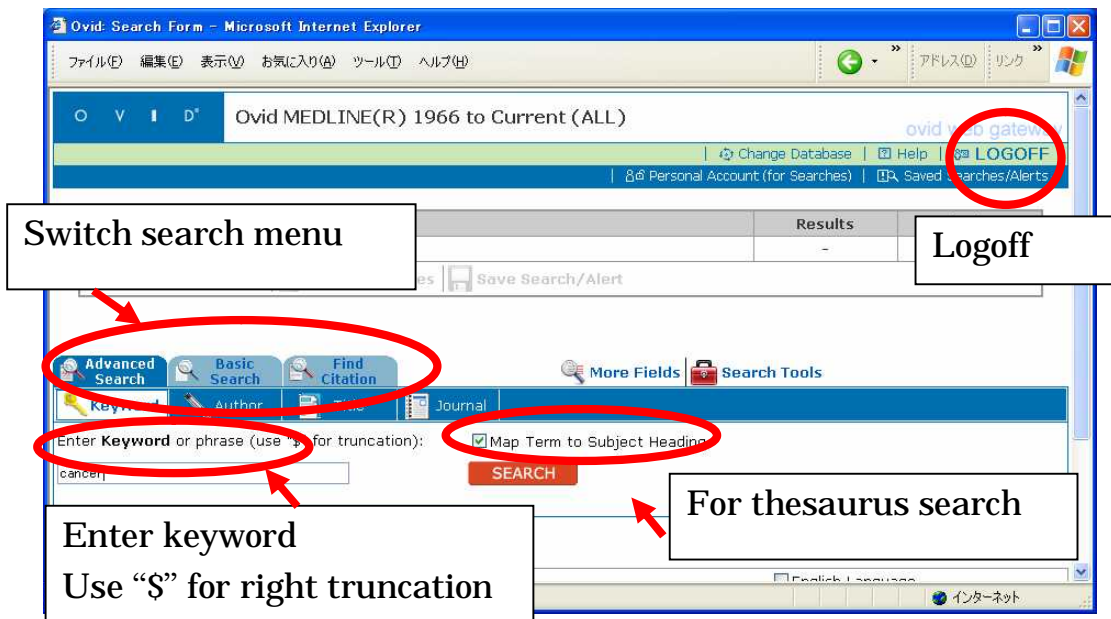 Ovid: Search Form - Microsoft Internet Explorer
ファイル(F) 編集(E) 表示(V) お気に入り(A) ツール(T) ヘルプ(H) » アドレス(D) リンク »
O V I D Ovid MEDLINE(R) 1966 to Current (ALL)
ovid web gateway
| Change Database | Help | LOGOFF
| Personal Account (for Searches) | Saved Searches/Alerts
Switch search menu
Results
-
Logoff
Save Search/Alert
Advanced Search Basic Search Find Citation
More Fields Search Tools
Keyword Author Title Journal
Enter Keyword or phrase (use "$" for truncation): Map Term to Subject Heading
cancer SEARCH
For thesaurus search
Enter keyword
Use “$” for right truncation
English Language
インターネット